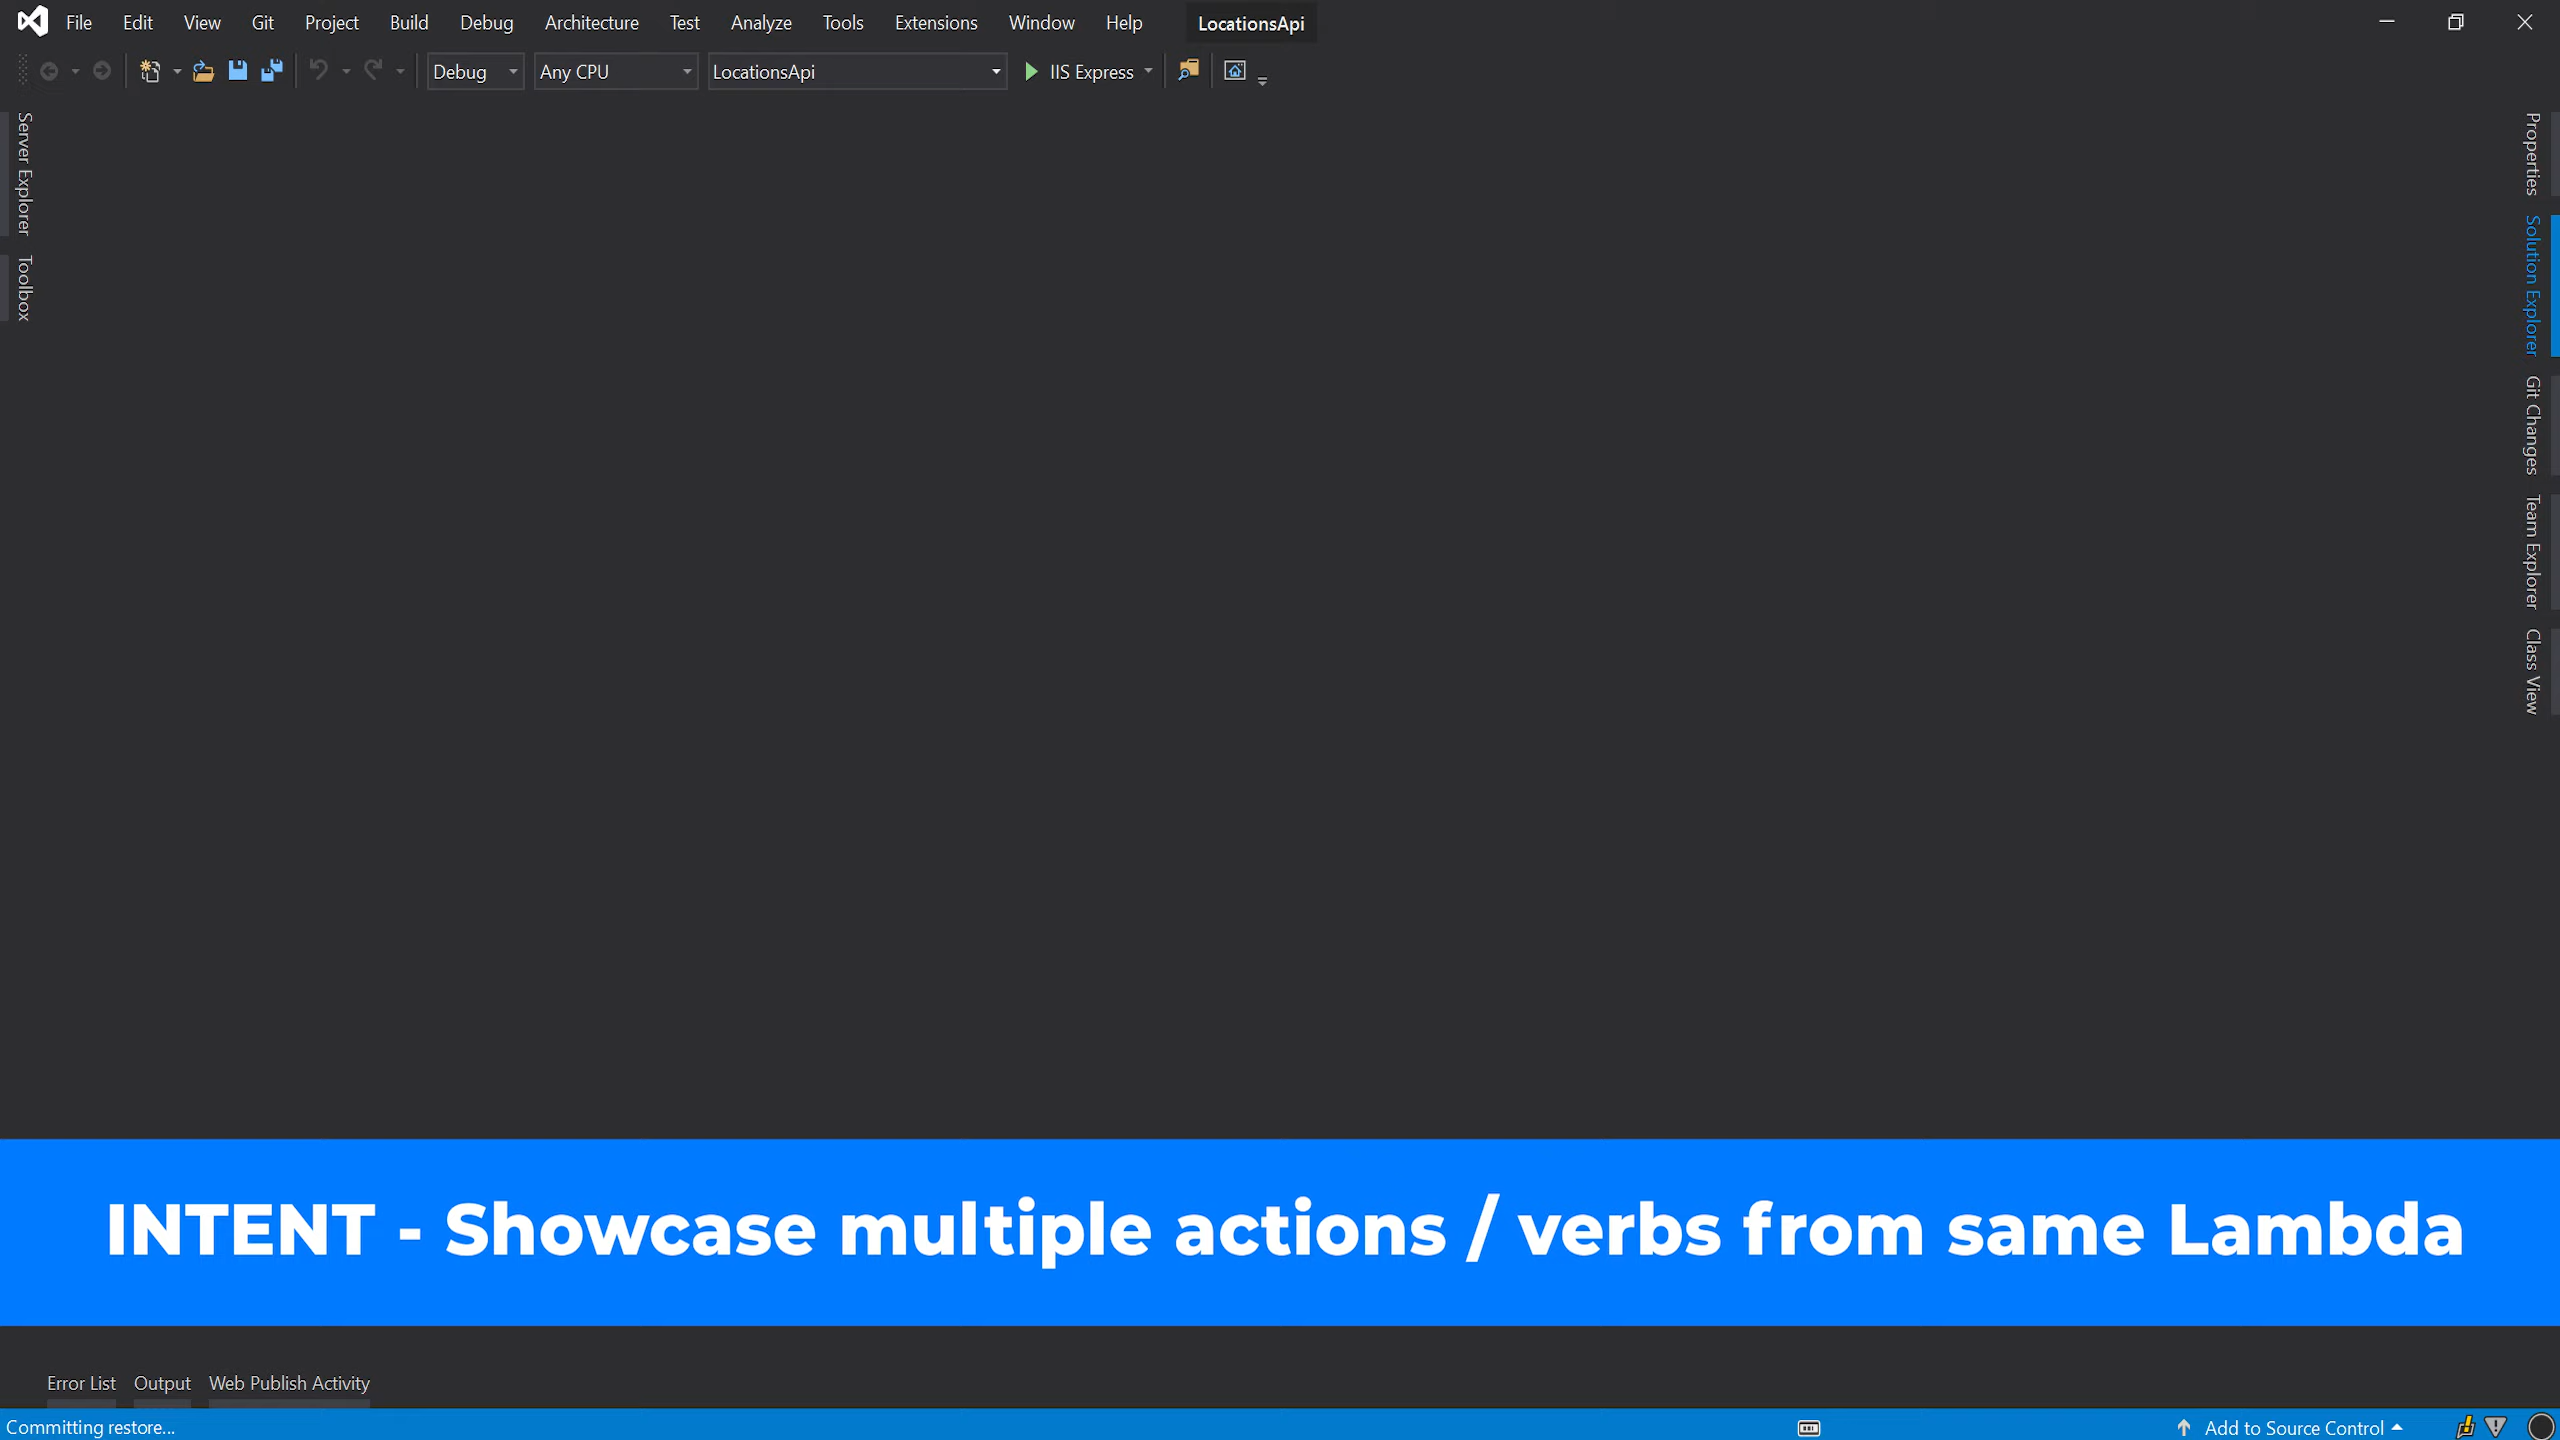 File Edit View Git Project Build Debug Architecture Test Analyze Tools Extensions Window Help LocationsApi
Debug Any CPU LocationsApi IIS Express
Server Explorer
Toolbox
Properties
Solution Explorer
Git Changes
Team Explorer
Class View
INTENT - Showcase multiple actions / verbs from same Lambda
Error List Output Web Publish Activity
Committing restore... Add to Source Control